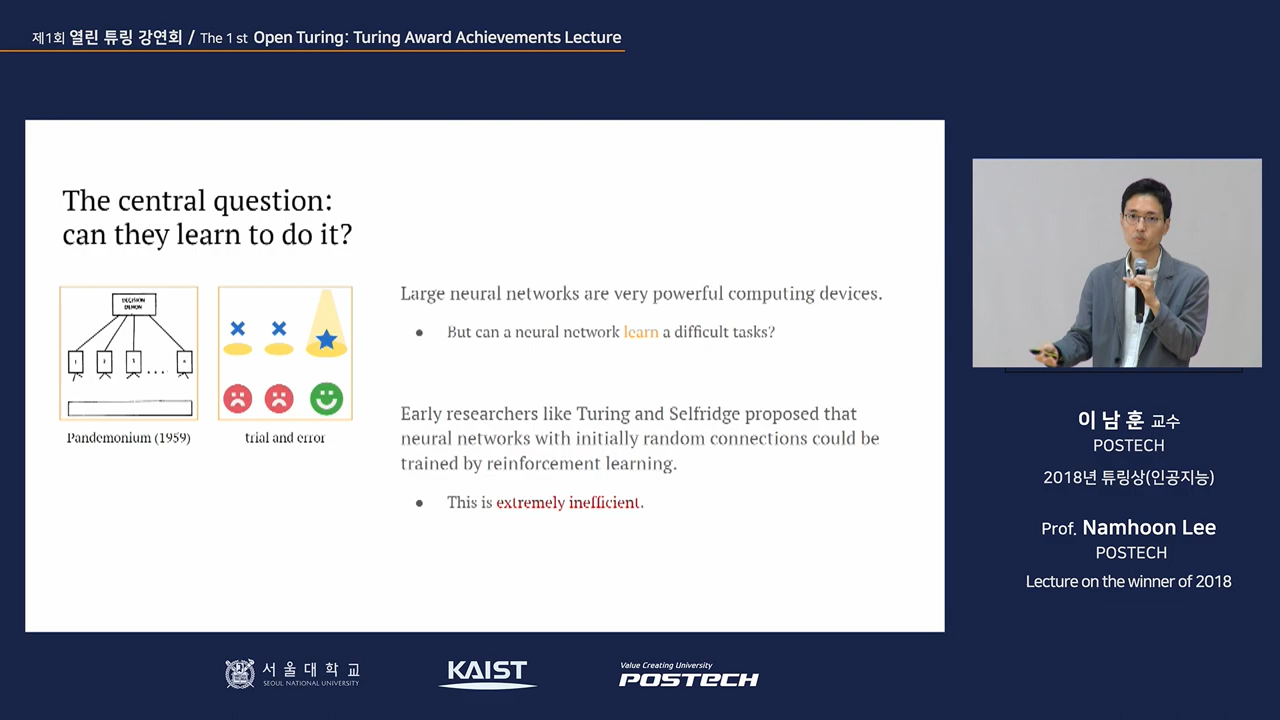 제1회 열린 튜링 강연회 / The 1 st Open Turing: Turing Award Achievements Lecture
The central question:
can they learn to do it?
DECISION
DEMON
Pandemonium (1959)
trial and error
Large neural networks are very powerful computing devices.
● But can a neural network learn a difficult tasks?
Early researchers like Turing and Selfridge proposed that
neural networks with initially random connections could be
trained by reinforcement learning.
● This is extremely inefficient.
이 남 훈 교수
POSTECH
2018년 튜링상(인공지능)
Prof. Namhoon Lee
POSTECH
Lecture on the winner of 2018
서울대학교
SEOUL NATIONAL UNIVERSITY
KAIST
Value Creating University
POSTECH